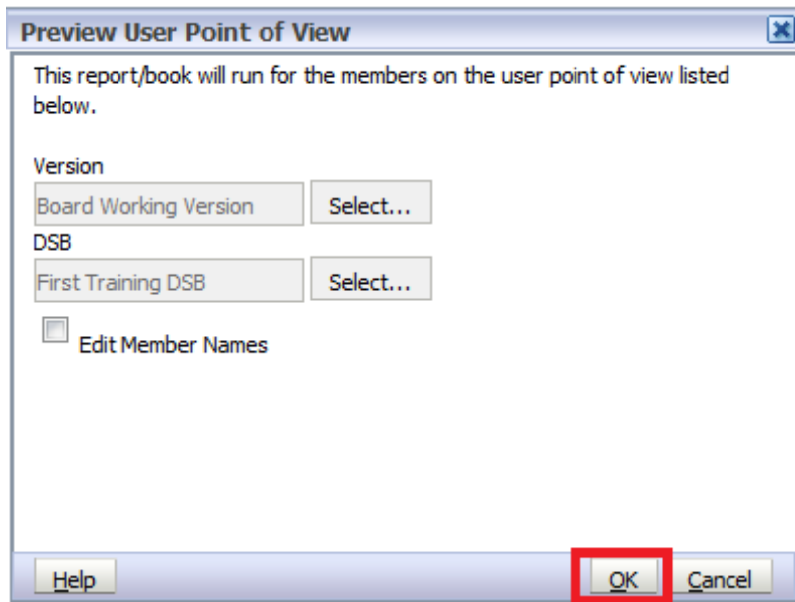 Preview User Point of View
This report/book will run for the members on the user point of view listed
below.
Version
Board Working Version Select...
DSB
First Training DSB Select...
Edit Member Names
Help OK Cancel